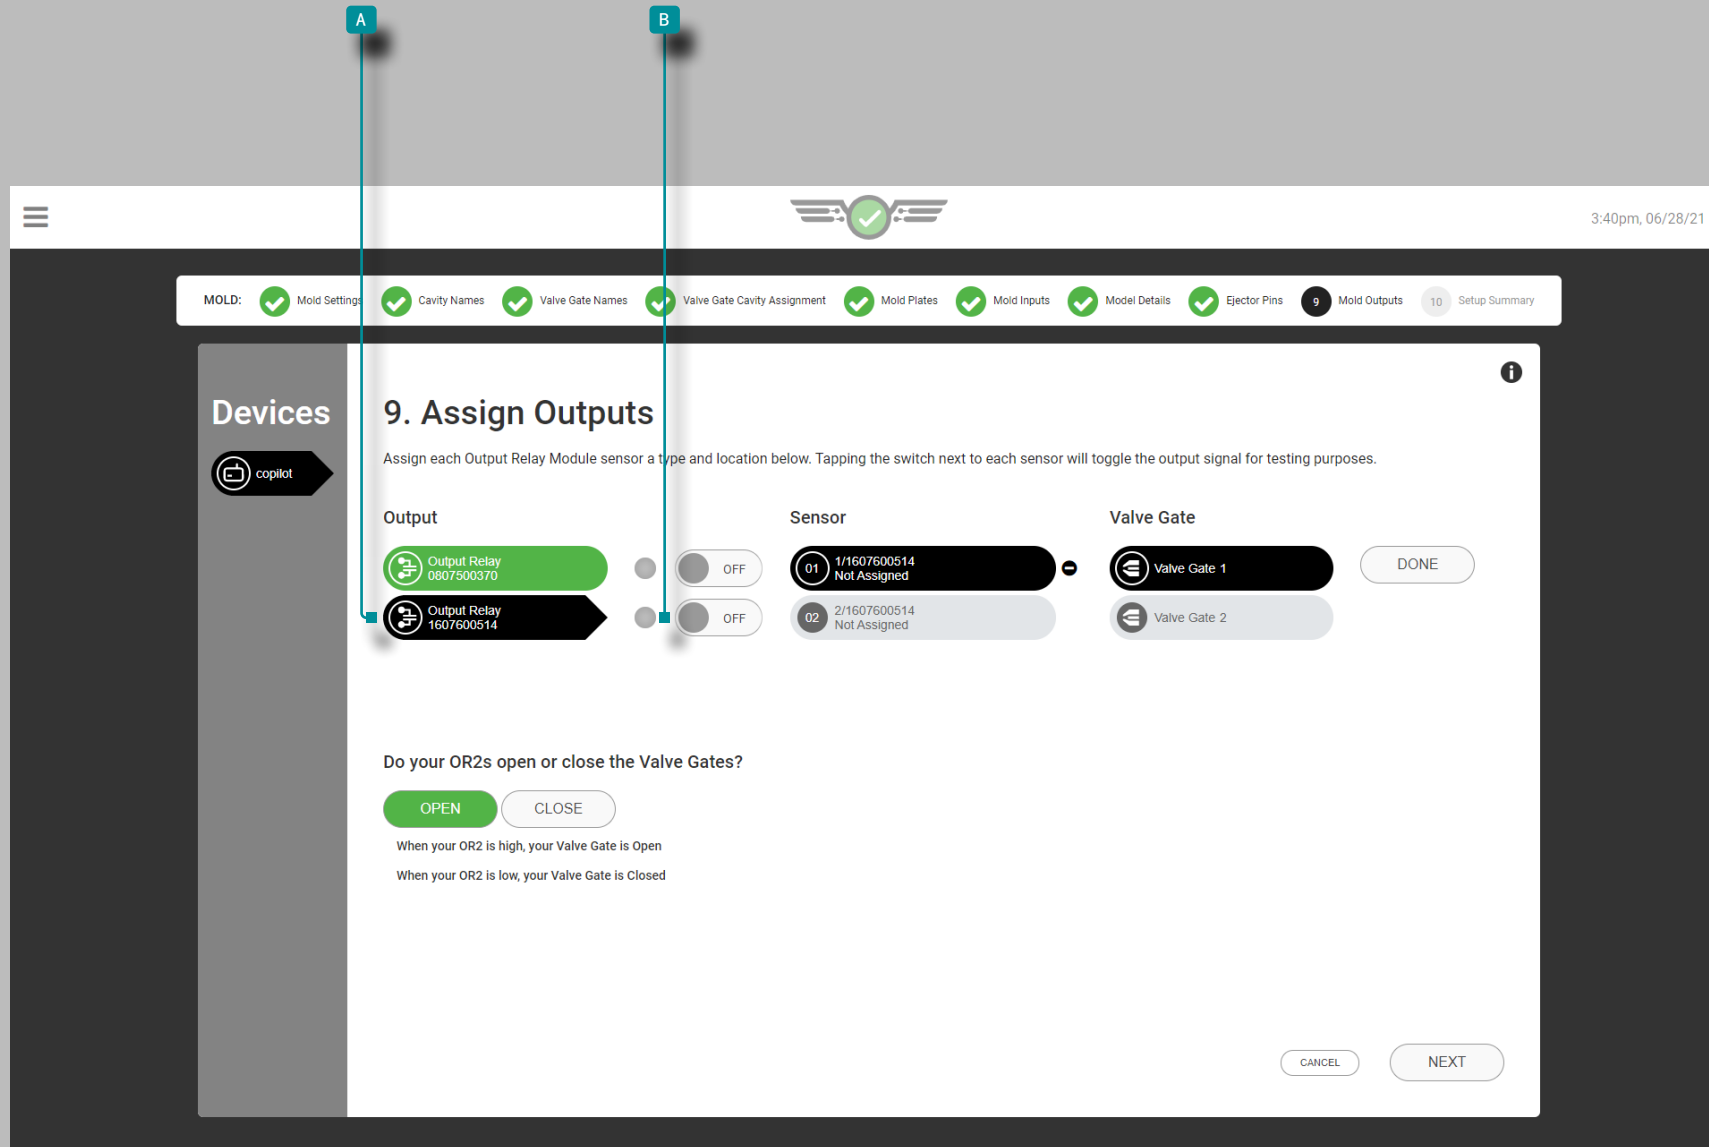 A B
3:40pm, 06/28/21
MOLD: Mold Settings Cavity Names Valve Gate Names Valve Gate Cavity Assignment Mold Plates Mold Inputs Model Details Ejector Pins 9 Mold Outputs 10 Setup Summary
Devices
copilot
9. Assign Outputs
Assign each Output Relay Module sensor a type and location below. Tapping the switch next to each sensor will toggle the output signal for testing purposes.
Output Sensor Valve Gate
Output Relay
0807500370
OFF
01
1/1607600514
Not Assigned
Valve Gate 1
DONE
Output Relay
1607600514
OFF
02
2/1607600514
Not Assigned
Valve Gate 2
Do your OR2s open or close the Valve Gates?
OPEN CLOSE
When your OR2 is high, your Valve Gate is Open
When your OR2 is low, your Valve Gate is Closed
CANCEL NEXT